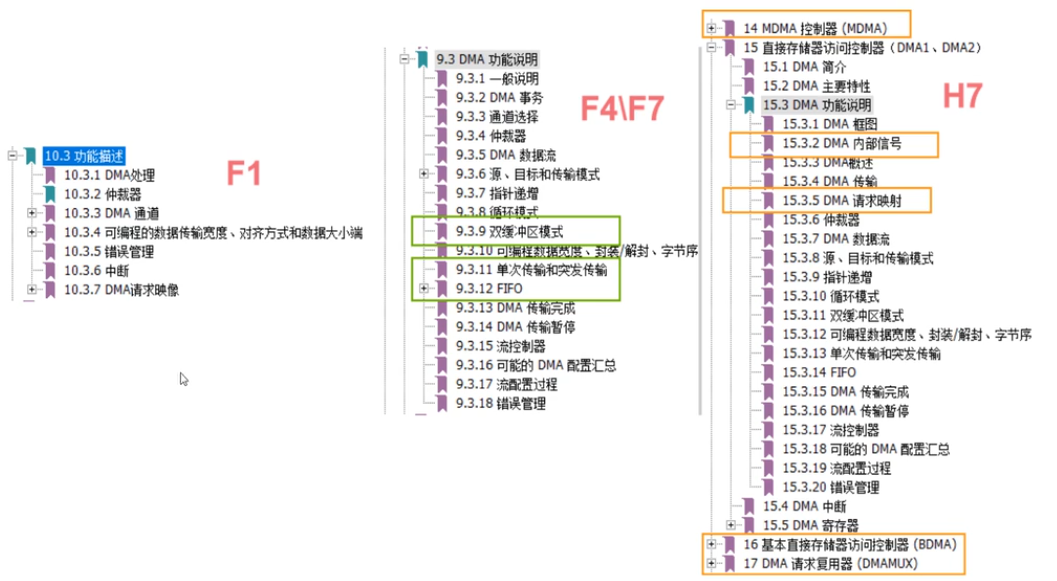 10.3 功能描述
10.3.1 DMA处理
10.3.2 仲裁器
10.3.3 DMA 通道
10.3.4 可编程的数据传输宽度、对齐方式和数据大小端
10.3.5 错误管理
10.3.6 中断
10.3.7 DMA请求映像
F1
9.3 DMA 功能说明
9.3.1 一般说明
9.3.2 DMA 事务
9.3.3 通道选择
9.3.4 仲裁器
9.3.5 DMA 数据流
9.3.6 源、目标和传输模式
9.3.7 指针递增
9.3.8 循环模式
9.3.9 双缓冲区模式
9.3.10 可编程数据宽度、封装/解封、字节序
9.3.11 单次传输和突发传输
9.3.12 FIFO
9.3.13 DMA 传输完成
9.3.14 DMA 传输暂停
9.3.15 流控制器
9.3.16 可能的 DMA 配置汇总
9.3.17 流配置过程
9.3.18 错误管理
F4\F7
14 MDMA 控制器 (MDMA)
15 直接存储器访问控制器（DMA1、DMA2）
15.1 DMA 简介
15.2 DMA 主要特性
15.3 DMA 功能说明
15.3.1 DMA 框图
15.3.2 DMA 内部信号
15.3.3 DMA概述
15.3.4 DMA 传输
15.3.5 DMA 请求映射
15.3.6 仲裁器
15.3.7 DMA 数据流
15.3.8 源、目标和传输模式
15.3.9 指针递增
15.3.10 循环模式
15.3.11 双缓冲区模式
15.3.12 可编程数据宽度、封装/解封、字节序
15.3.13 单次传输和突发传输
15.3.14 FIFO
15.3.15 DMA 传输完成
15.3.16 DMA 传输暂停
15.3.17 流控制器
15.3.18 可能的 DMA 配置汇总
15.3.19 流配置过程
15.3.20 错误管理
15.4 DMA 中断
15.5 DMA 寄存器
16 基本直接存储器访问控制器 (BDMA)
17 DMA 请求复用器 (DMAMUX)
H7